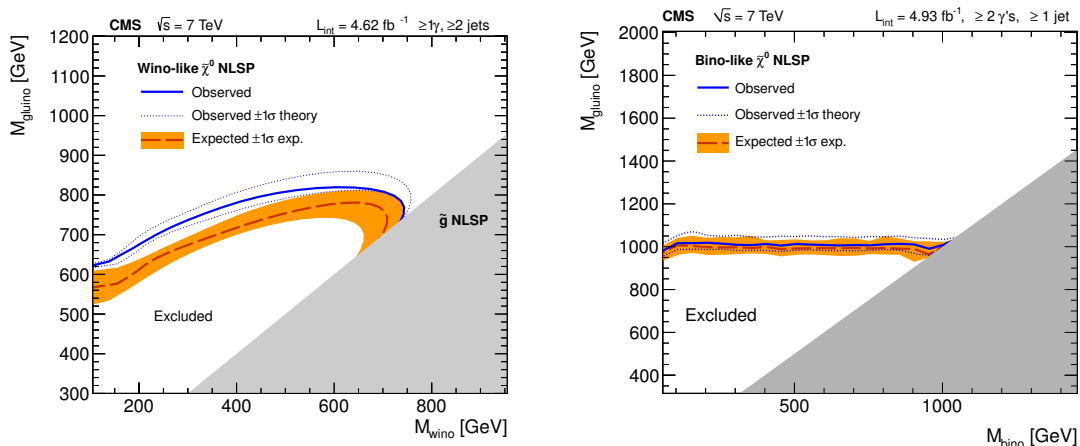 CMS √s = 7 TeV L_int = 4.62 fb⁻¹ ≥1γ, ≥2 jets
M_gluino [GeV]
1200
1100
1000
900
800
700
600
500
400
300
Wino-like χ̃⁰ NLSP
Observed
Observed ±1σ theory
Expected ±1σ exp.
g̃ NLSP
Excluded
200 400 600 800
M_wino [GeV]
CMS √s = 7 TeV L_int = 4.93 fb⁻¹, ≥ 2 γ's, ≥ 1 jet
M_gluino [GeV]
2000
1800
1600
1400
1200
1000
800
600
400
Bino-like χ̃⁰ NLSP
Observed
Observed ±1σ theory
Expected ±1σ exp.
Excluded
500 1000
M_bino [GeV]